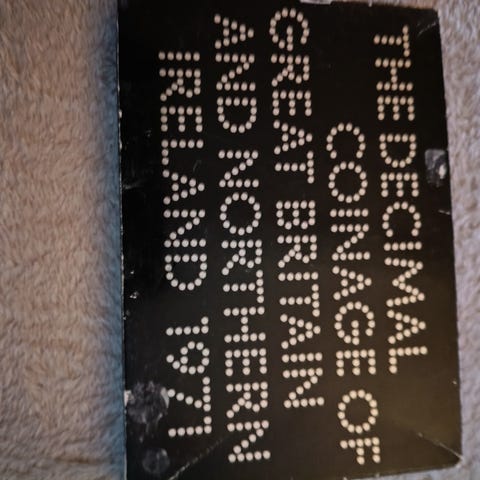 THE DECIMAL
COINAGE OF
GREAT BRITAIN
AND NORTHERN
IRELAND 1971